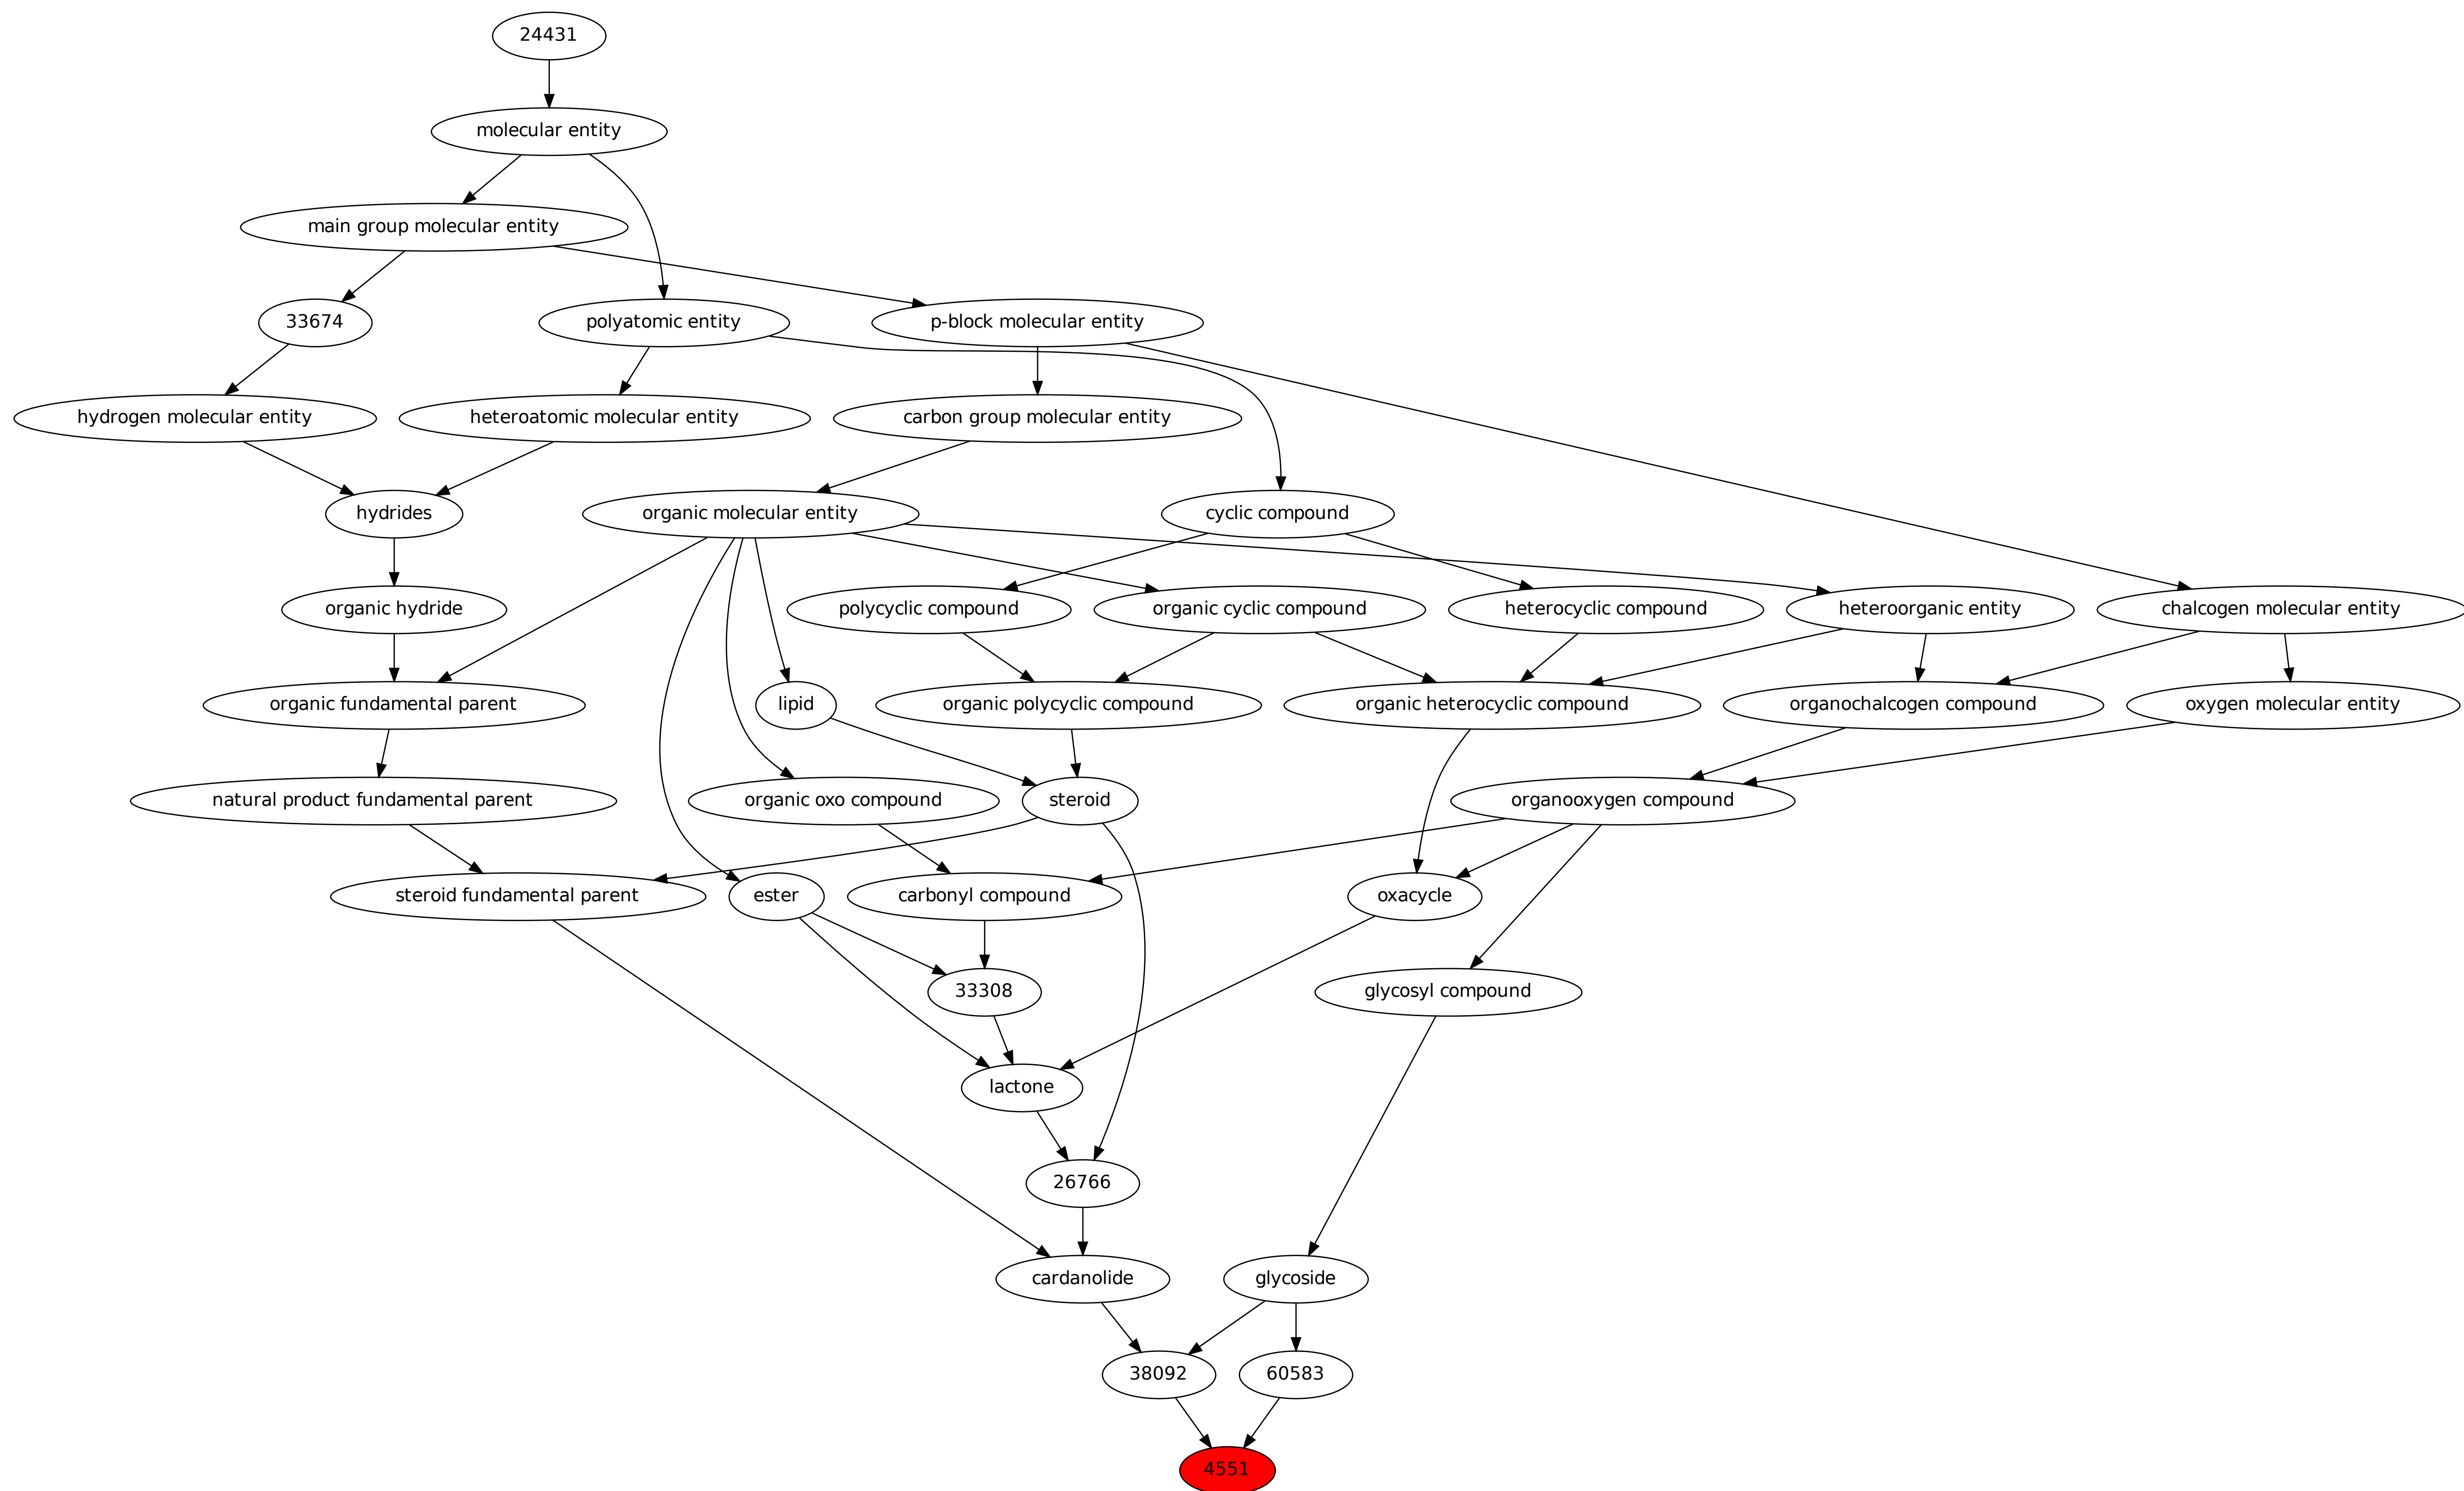 24431
molecular entity
main group molecular entity
33674
polyatomic entity
p-block molecular entity
hydrogen molecular entity
heteroatomic molecular entity
carbon group molecular entity
hydrides
organic molecular entity
cyclic compound
organic hydride
polycyclic compound
organic cyclic compound
heterocyclic compound
heteroorganic entity
chalcogen molecular entity
organic fundamental parent
lipid
organic polycyclic compound
organic heterocyclic compound
organochalcogen compound
oxygen molecular entity
natural product fundamental parent
organic oxo compound
steroid
organooxygen compound
steroid fundamental parent
ester
carbonyl compound
oxacycle
33308
glycosyl compound
lactone
26766
cardanolide
glycoside
38092
60583
4551